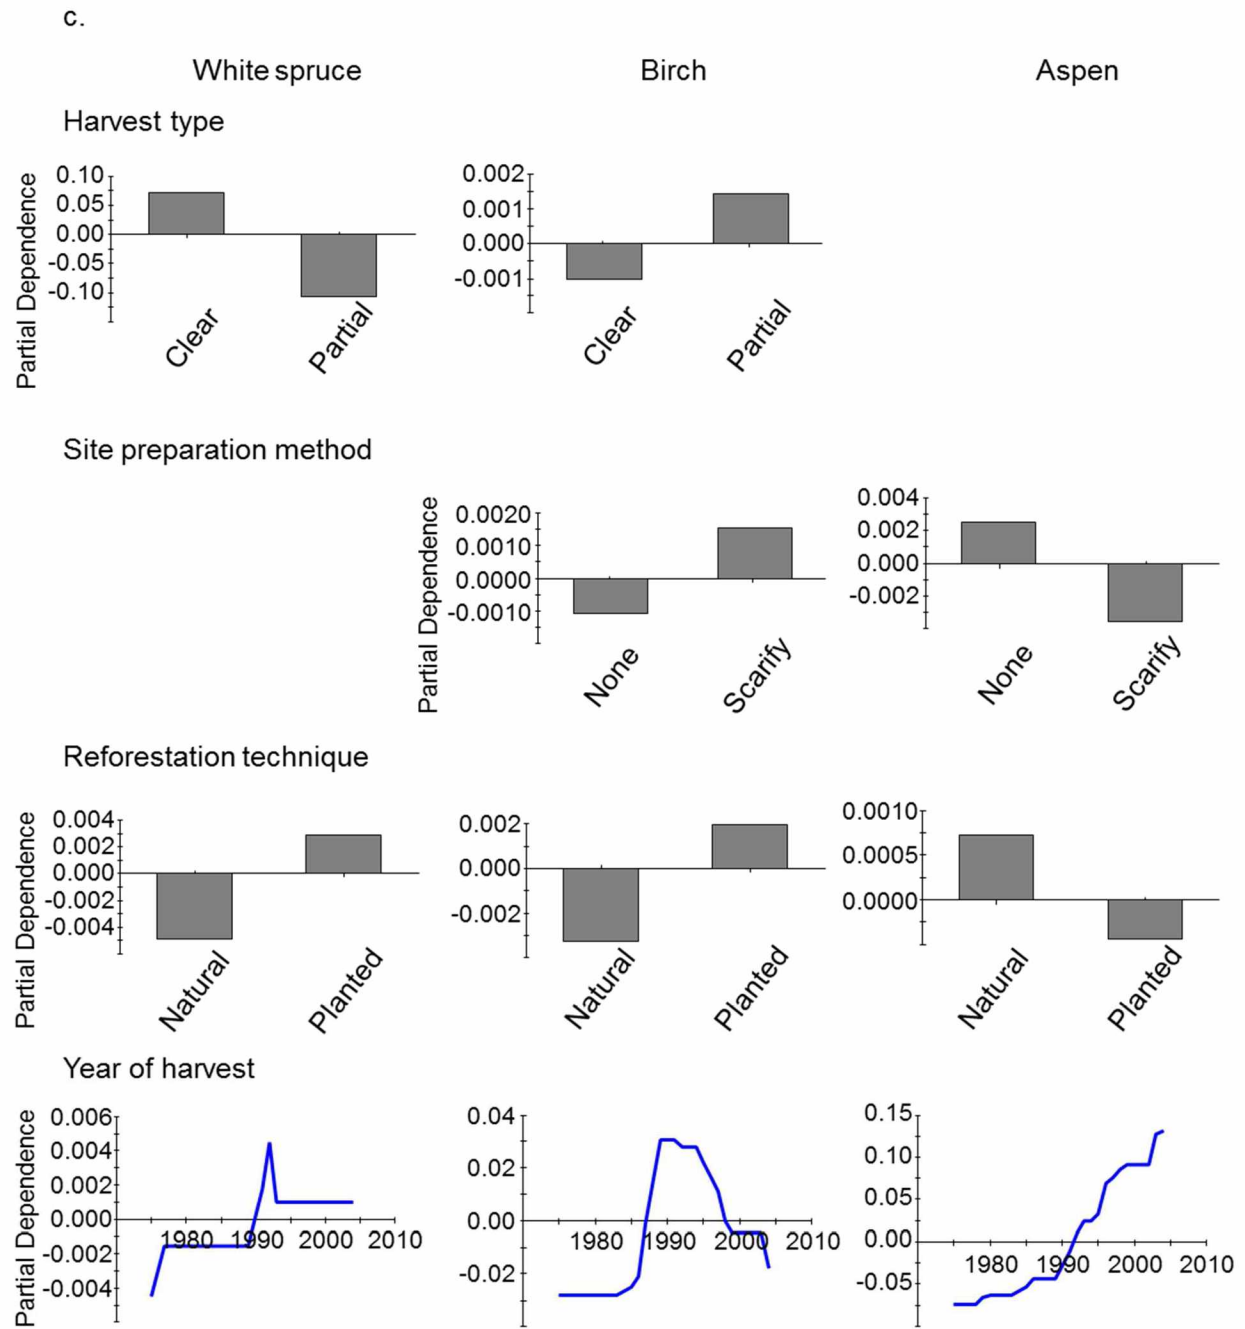 c.
White spruce Birch Aspen
Harvest type
Partial Dependence
0.10
0.05
0.00
-0.05
-0.10
Clear Partial
0.002
0.001
0.000
-0.001
Clear Partial
Site preparation method
Partial Dependence
0.0020
0.0010
0.0000
-0.0010
None Scarify
0.004
0.002
0.000
-0.002
None Scarify
Reforestation technique
Partial Dependence
0.004
0.002
0.000
-0.002
-0.004
Natural Planted
0.002
0.000
-0.002
Natural Planted
0.0010
0.0005
0.0000
Natural Planted
Year of harvest
Partial Dependence
0.006
0.004
0.002
0.000
-0.002
-0.004
1980 1990 2000 2010
0.04
0.02
0.00
-0.02
1980 1990 2000 2010
0.15
0.10
0.05
0.00
-0.05
1980 1990 2000 2010